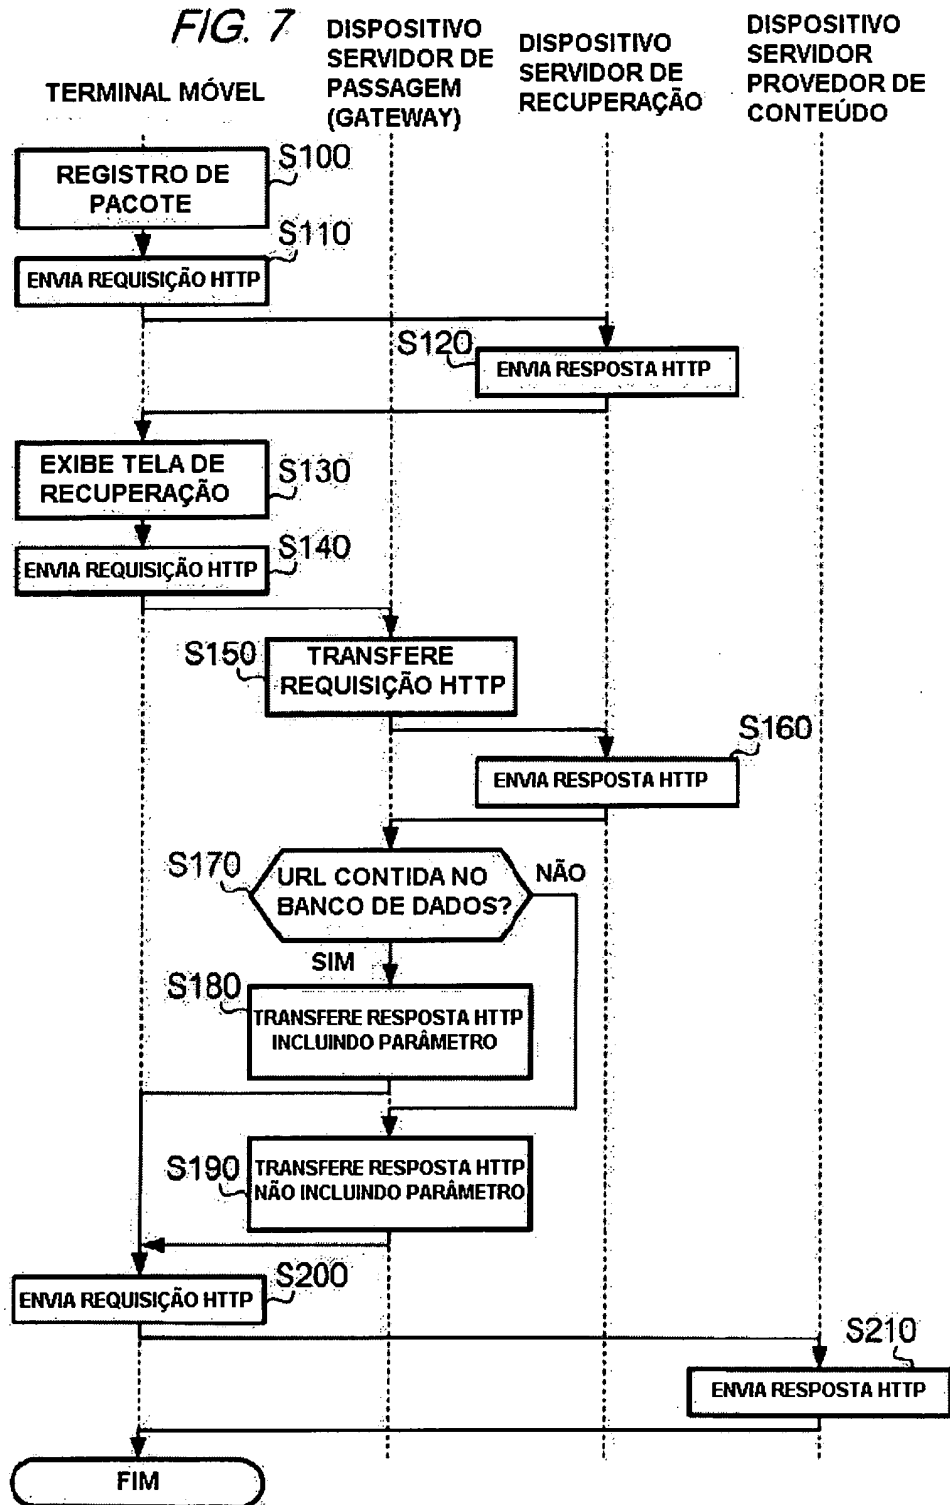 FIG. 7
TERMINAL MÓVEL
DISPOSITIVO
SERVIDOR DE
PASSAGEM
(GATEWAY)
DISPOSITIVO
SERVIDOR DE
RECUPERAÇÃO
DISPOSITIVO
SERVIDOR
PROVEDOR DE
CONTEÚDO
S100
REGISTRO DE
PACOTE
S110
ENVIA REQUISIÇÃO HTTP
S120
ENVIA RESPOSTA HTTP
EXIBE TELA DE
RECUPERAÇÃO
S130
S140
ENVIA REQUISIÇÃO HTTP
S150
TRANSFERE
REQUISIÇÃO HTTP
S160
ENVIA RESPOSTA HTTP
S170
URL CONTIDA NO
BANCO DE DADOS?
NÃO
SIM
S180
TRANSFERE RESPOSTA HTTP
INCLUINDO PARÂMETRO
S190
TRANSFERE RESPOSTA HTTP
NÃO INCLUINDO PARÂMETRO
S200
ENVIA REQUISIÇÃO HTTP
S210
ENVIA RESPOSTA HTTP
FIM